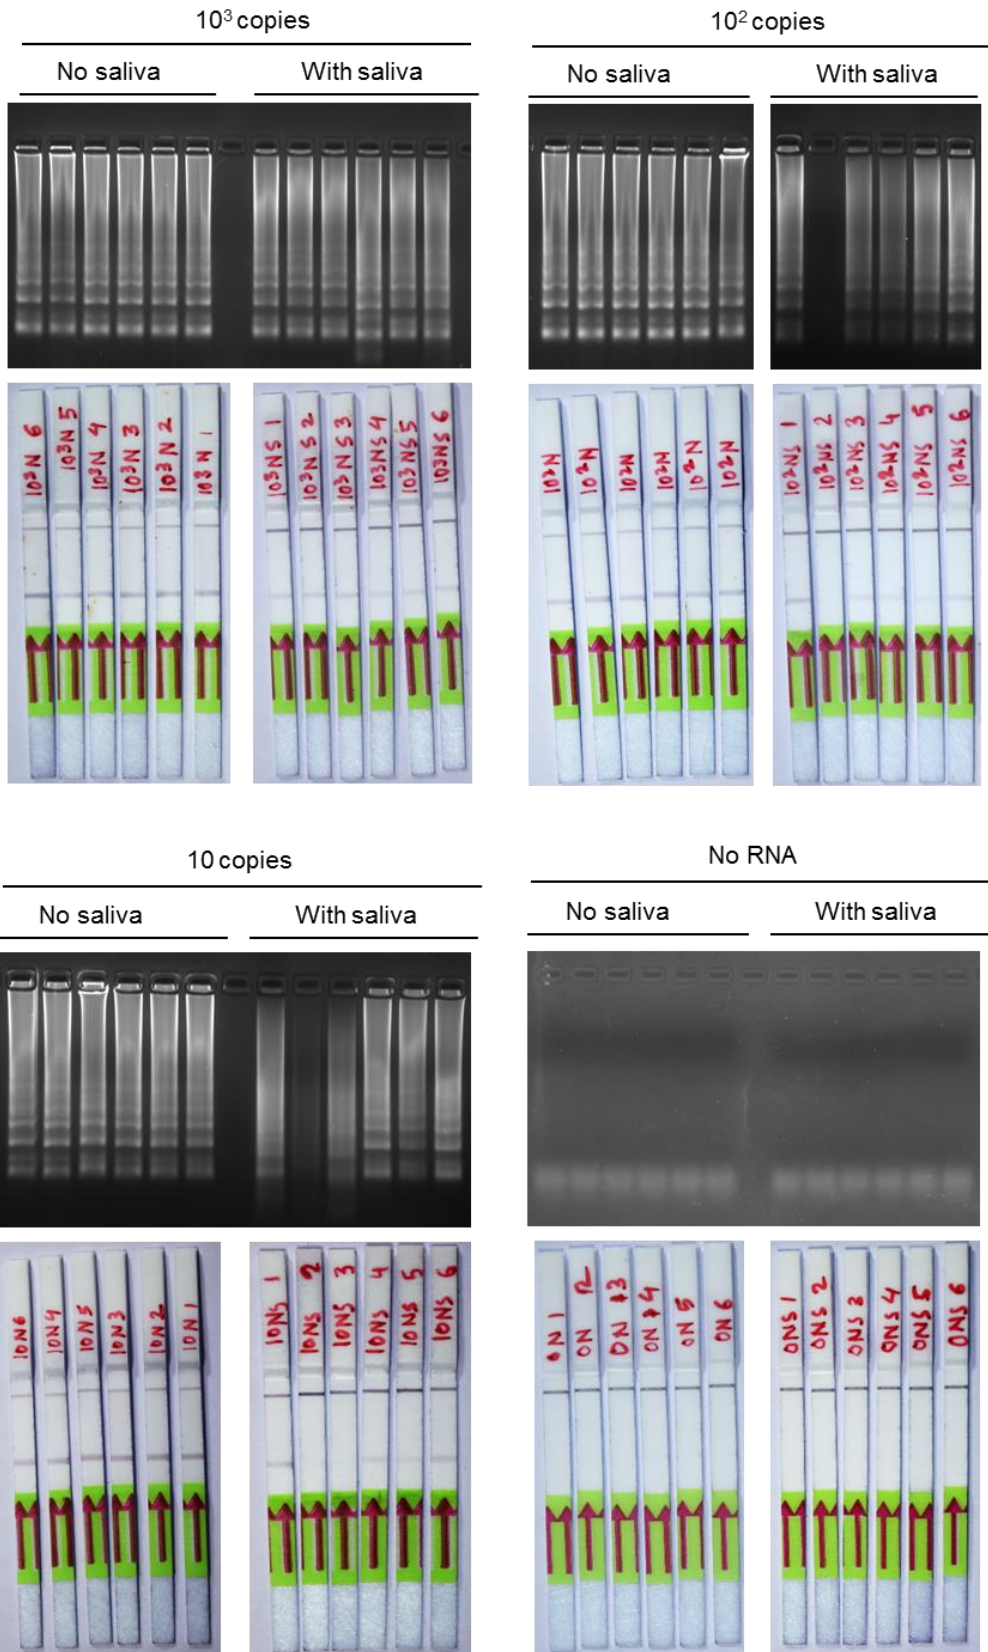 10³ copies
No saliva
With saliva
10³N 6
10³N 5
10³N 4
10³N 3
10³N 2
10³N 1
10³NS 1
10³NS 2
10³NS 3
10³NS 4
10³NS 5
10³NS 6
10² copies
No saliva
With saliva
10²N
10²N
10²N
10²N
10²N
10²N
10²NS 1
10²NS 2
10²NS 3
10²NS 4
10²NS 5
10²NS 6
10 copies
No saliva
With saliva
10N6
10N4
10N5
10N3
10N2
10N1
10NS 1
10NS 2
10NS 3
10NS 4
10NS 5
10NS 6
No RNA
No saliva
With saliva
0N 1
0N 2
0N 3
0N 4
0N 5
0N 6
0NS 1
0NS 2
0NS 3
0NS 4
0NS 5
0NS 6